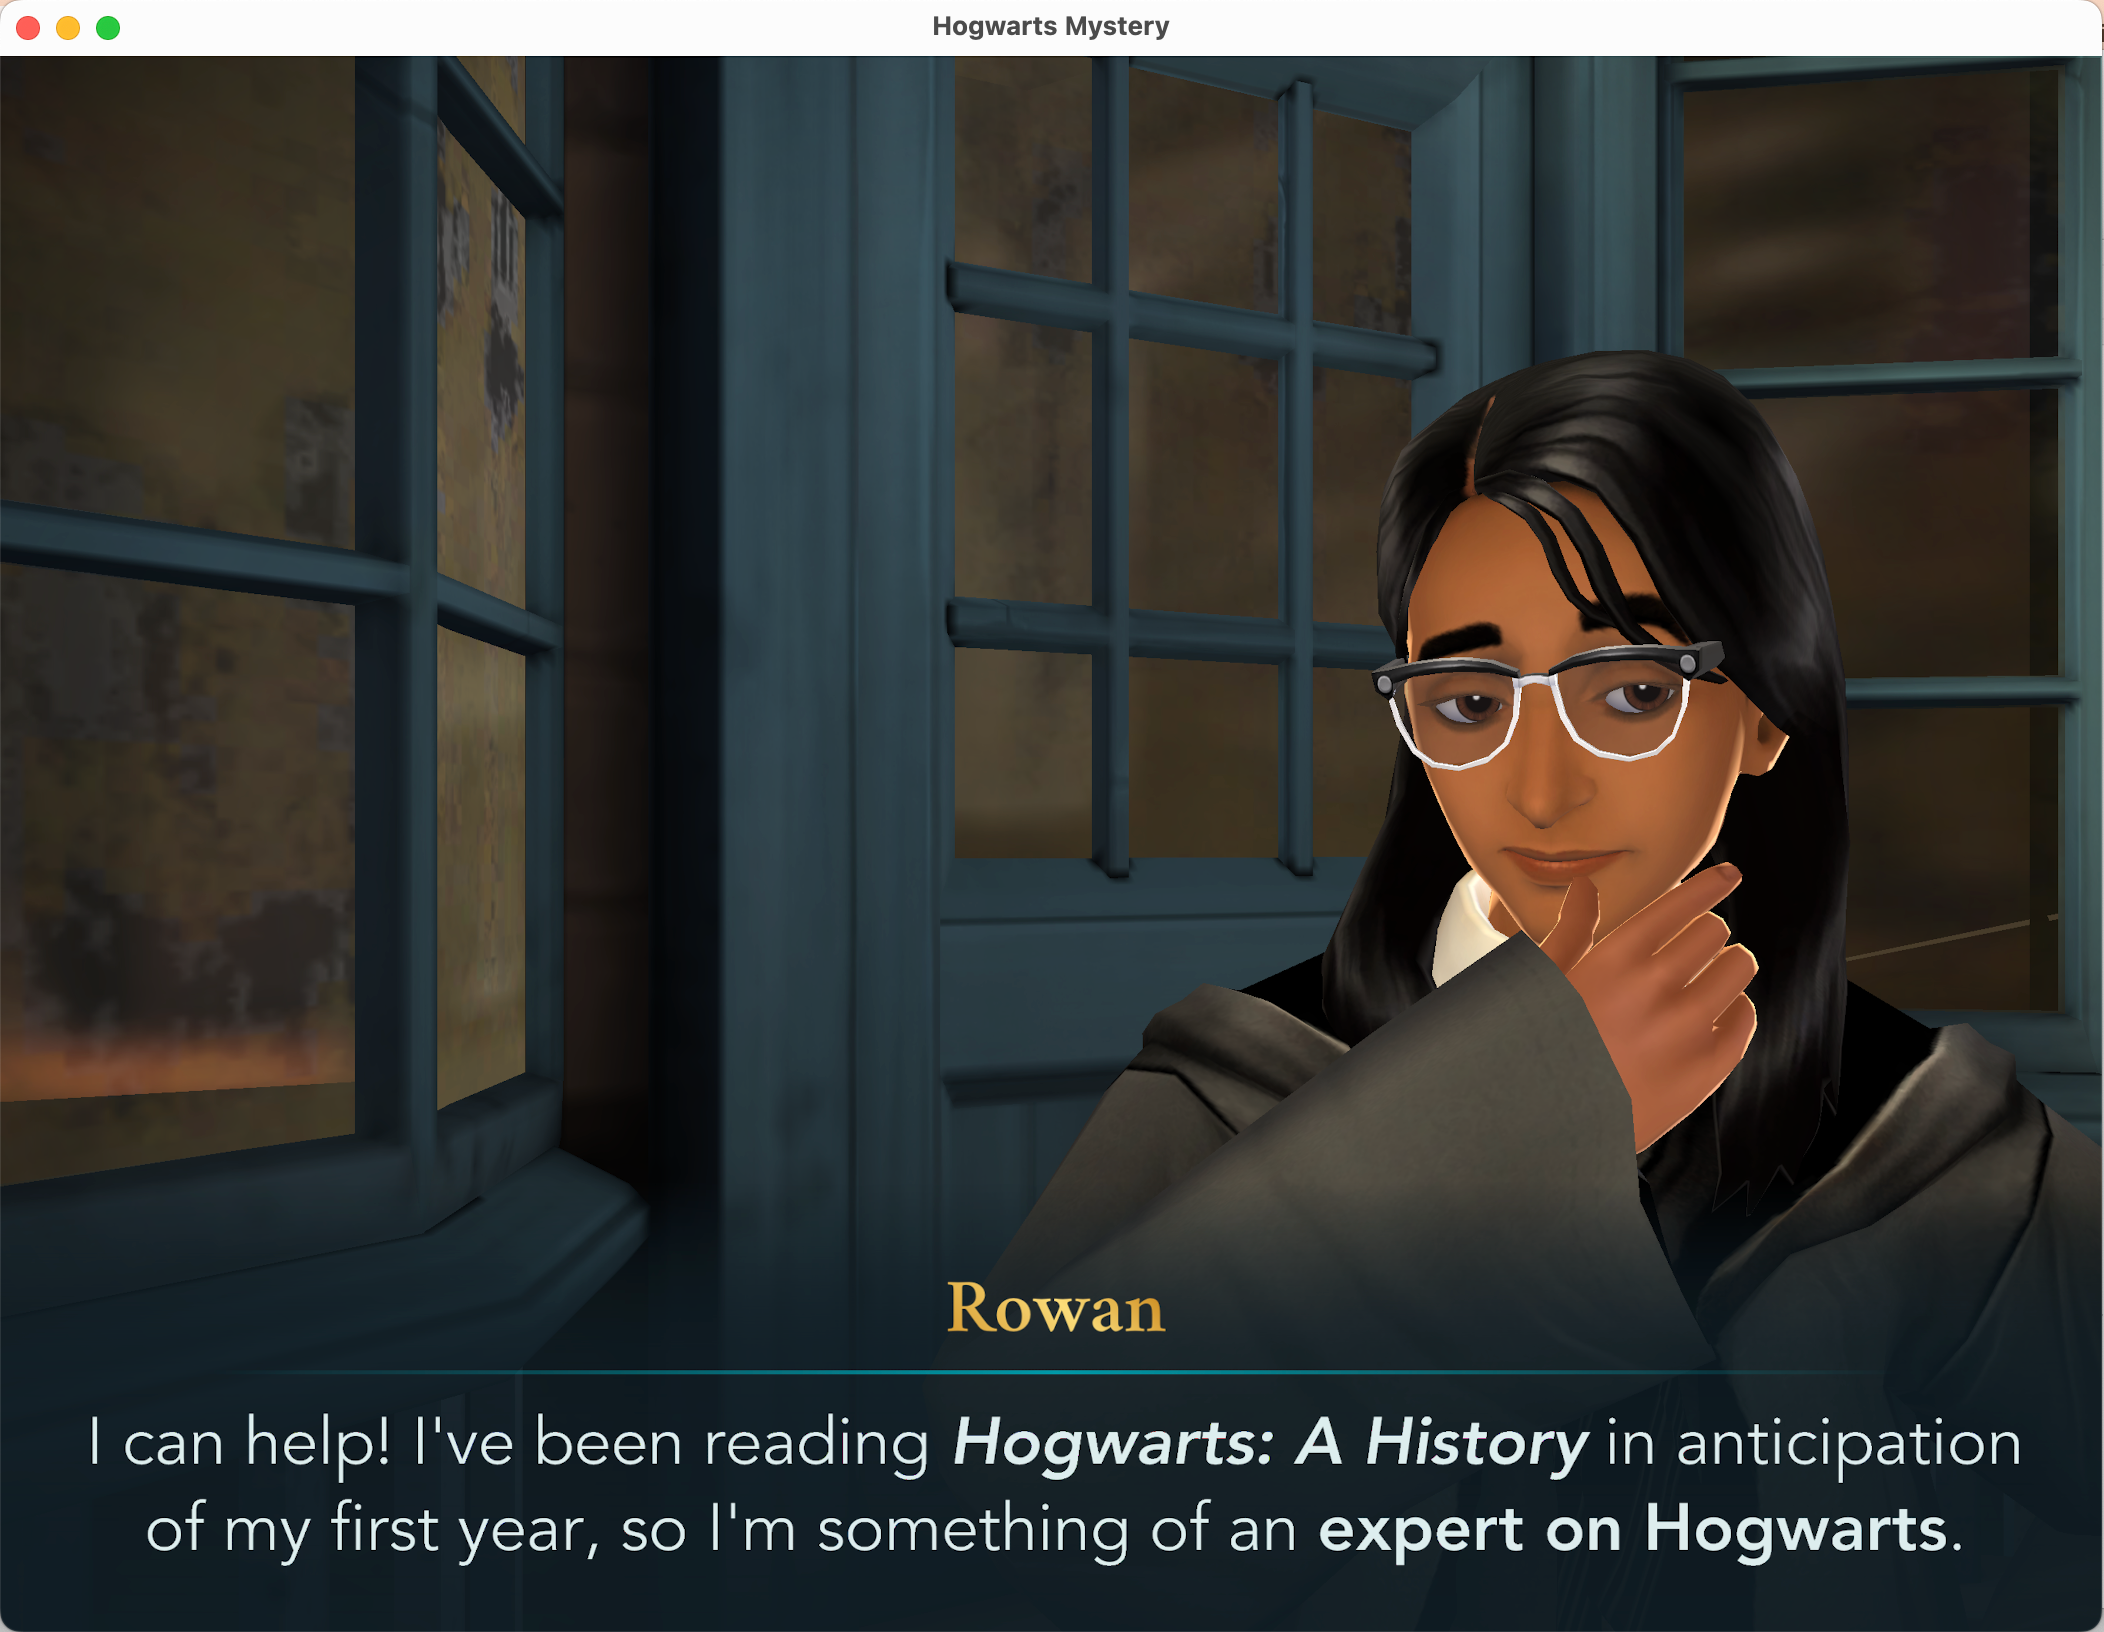 Hogwarts Mystery
Rowan
I can help! I've been reading Hogwarts: A History in anticipation
of my first year, so I'm something of an expert on Hogwarts.